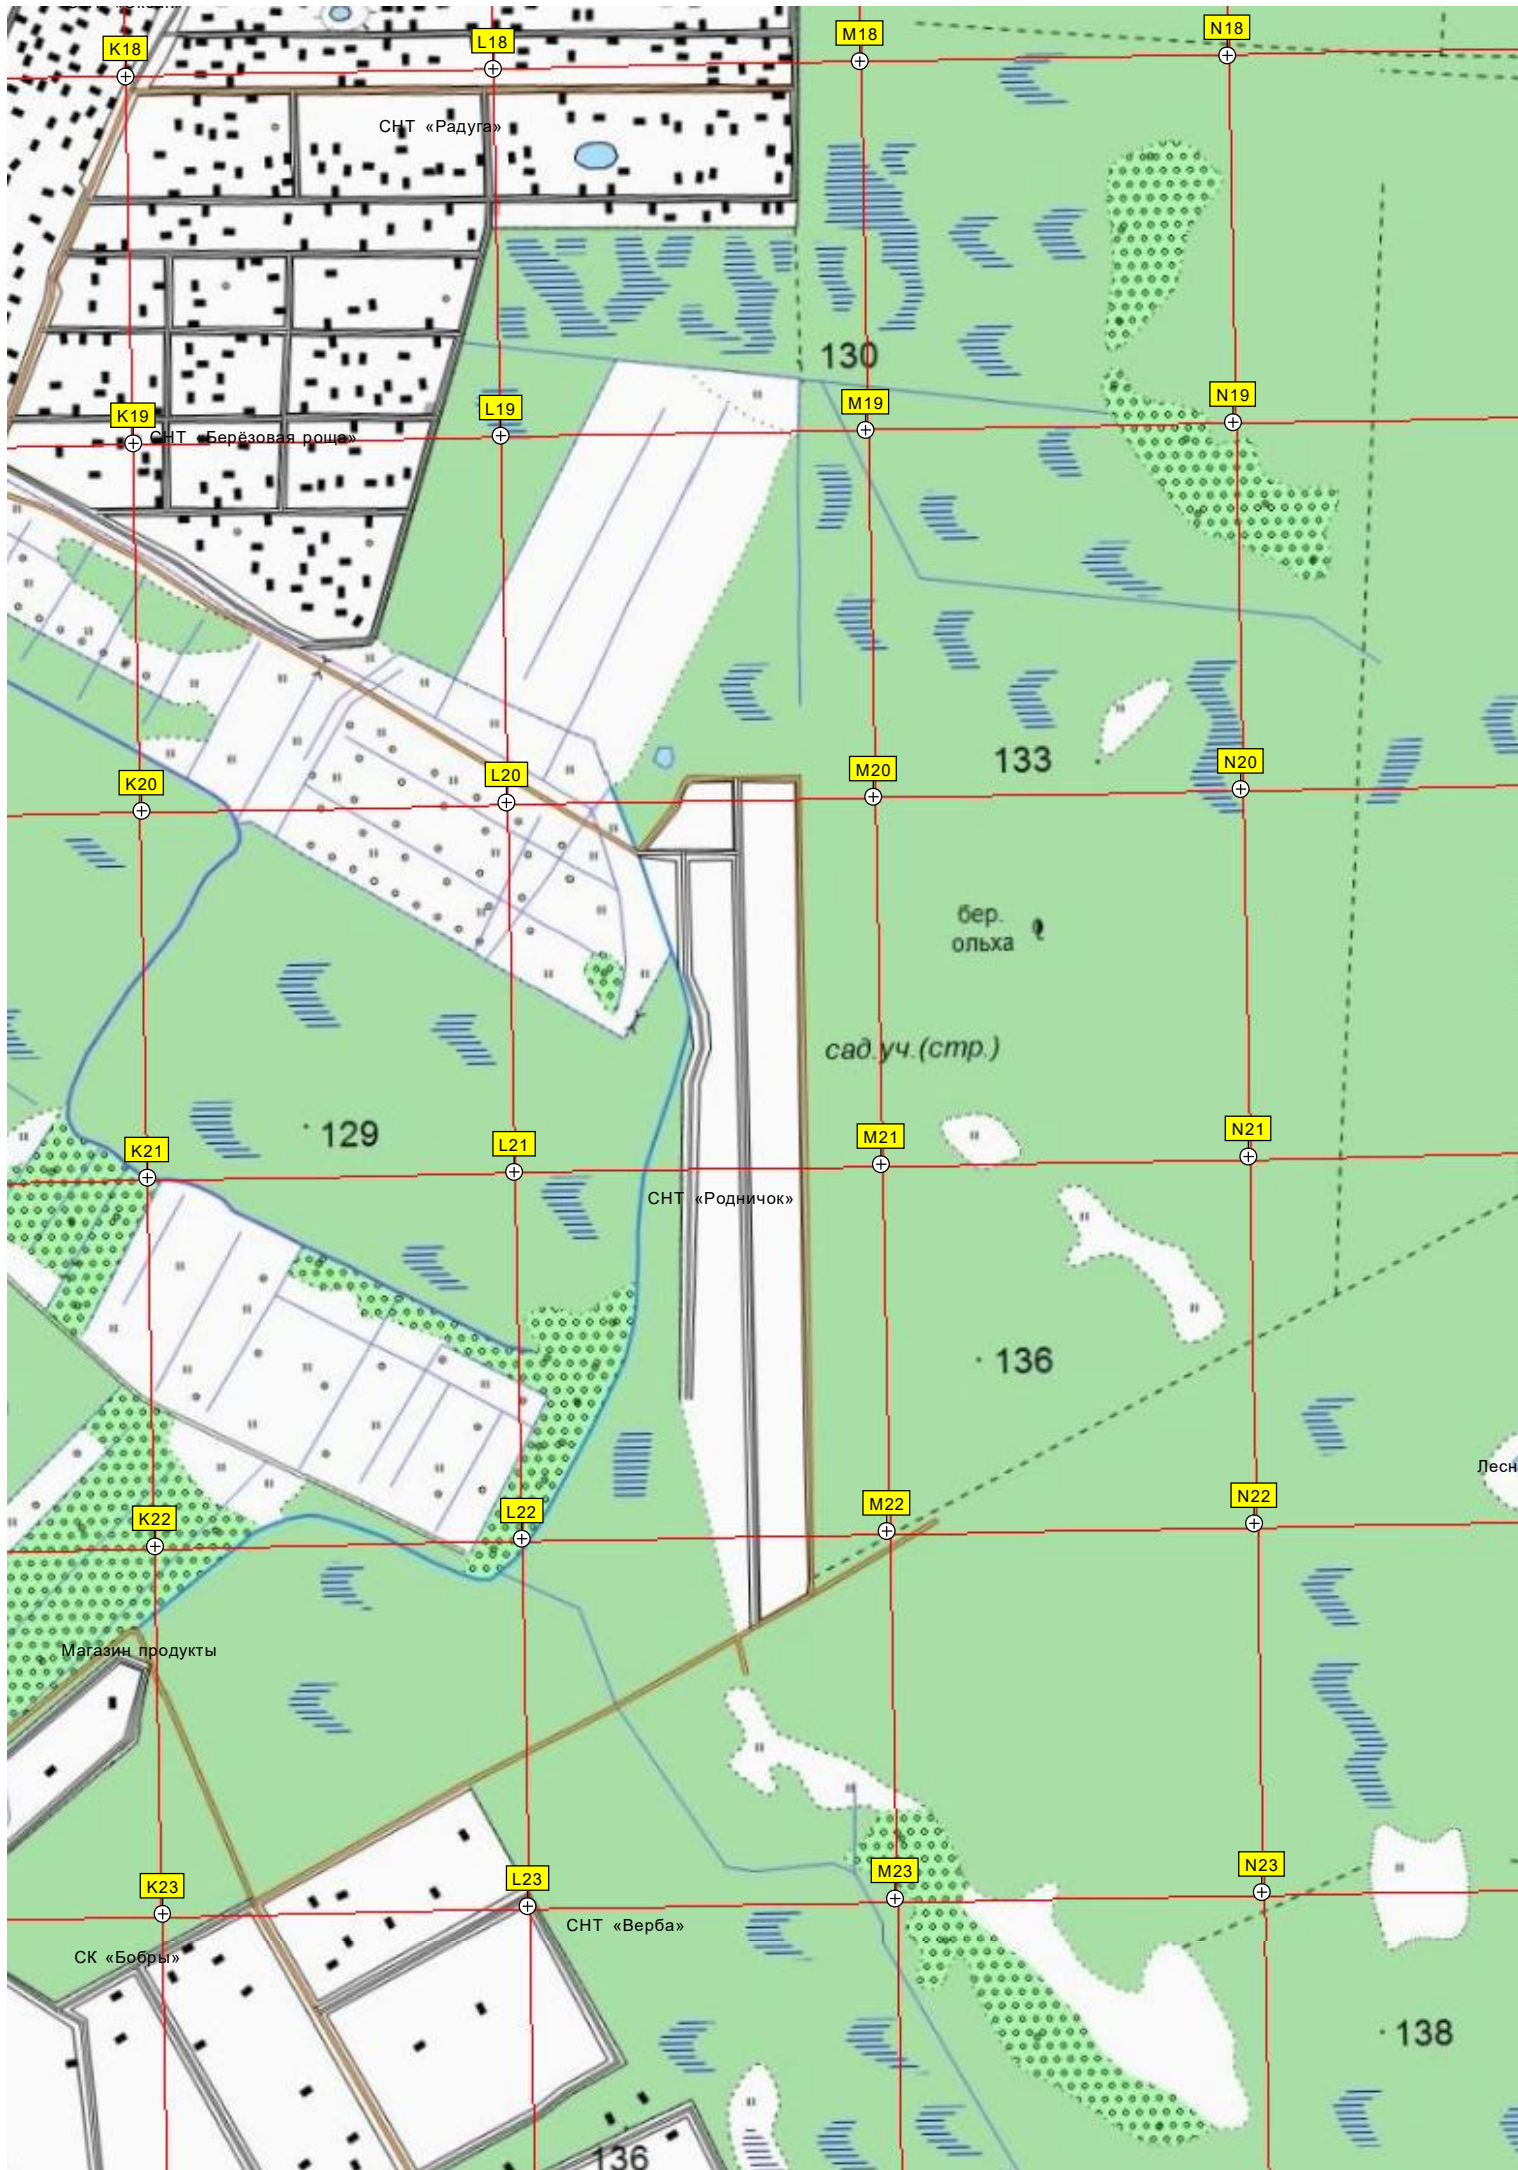 K18
L18
M18
N18
СНТ «Радуга»
130
K19
L19
M19
N19
СНТ «Берёзовая роща»
K20
L20
M20
N20
133
бер.
ольха
сад.уч.(стр.)
129
K21
L21
M21
N21
СНТ «Родничок»
136
Лесн
K22
L22
M22
N22
Магазин продукты
K23
L23
M23
N23
СНТ «Верба»
СК «Бобры»
138
136